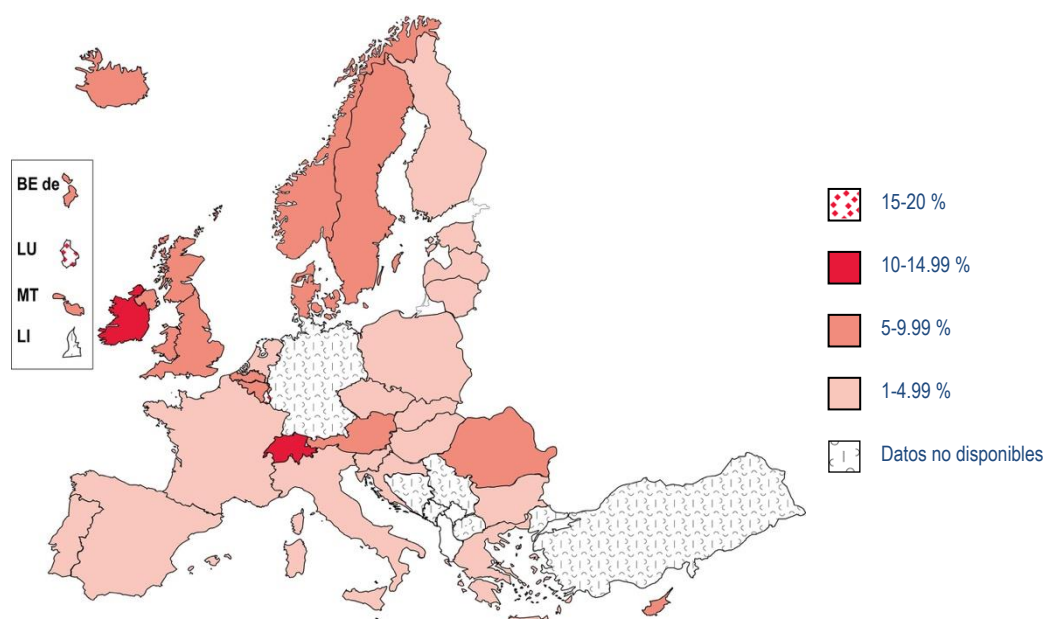 BE de
LU
MT
LI
15-20 %
10-14.99 %
5-9.99 %
1-4.99 %
Datos no disponibles